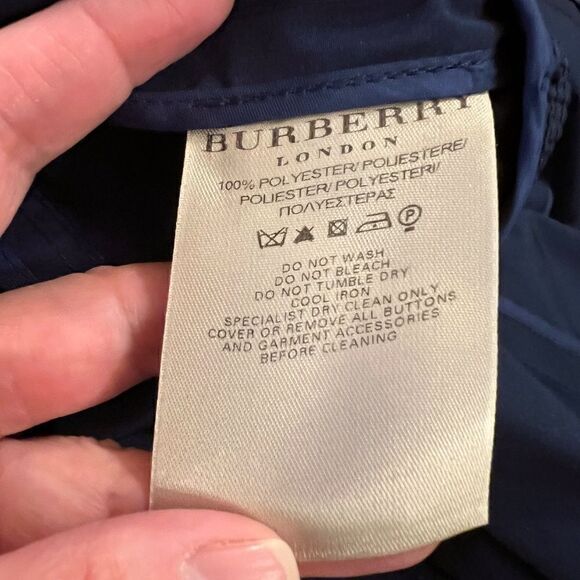 BURBERRY
LONDON
100% POLYESTER/POLIESTERE/
POLIESTER/POLYESTER/
ΠΟΛΥΕΣΤΕΡΑΣ
P
DO NOT WASH
DO NOT BLEACH
DO NOT TUMBLE DRY
COOL IRON
SPECIALIST DRY CLEAN ONLY
COVER OR REMOVE ALL BUTTONS
AND GARMENT ACCESSORIES
BEFORE CLEANING